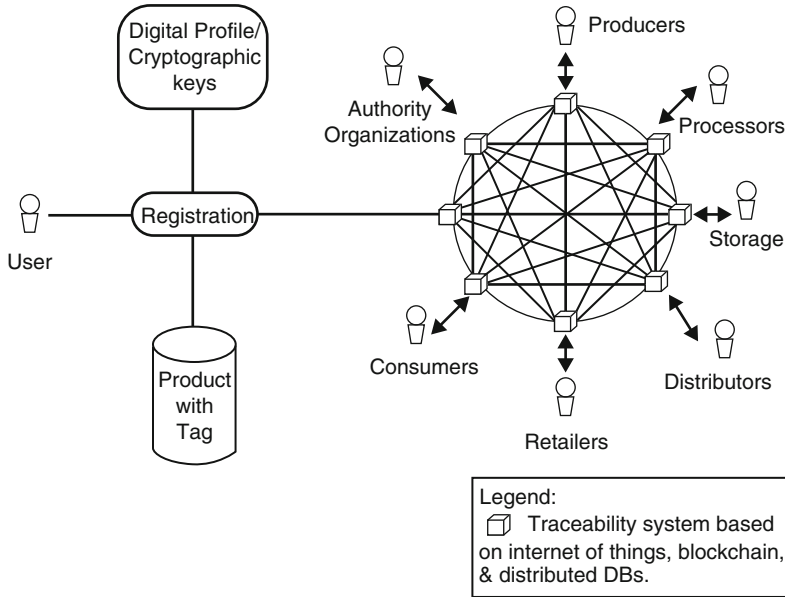 Digital Profile/
Cryptographic
keys
Producers
Authority
Organizations
Processors
Registration
User
Storage
Product
with
Tag
Consumers
Distributors
Retailers
Legend:
Traceability system based
on internet of things, blockchain,
& distributed DBs.